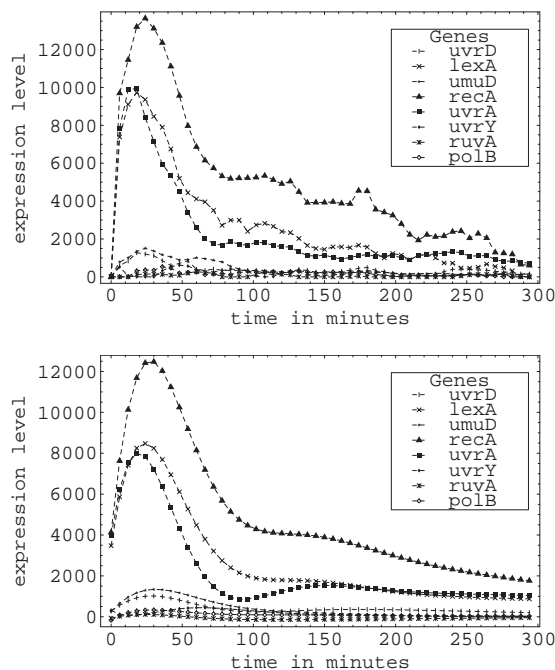 Genes
uvrD
lexA
umuD
recA
uvrA
uvrY
ruvA
polB
expression level
12000
10000
8000
6000
4000
2000
0
0 50 100 150 200 250 300
time in minutes
Genes
uvrD
lexA
umuD
recA
uvrA
uvrY
ruvA
polB
expression level
12000
10000
8000
6000
4000
2000
0
0 50 100 150 200 250 300
time in minutes